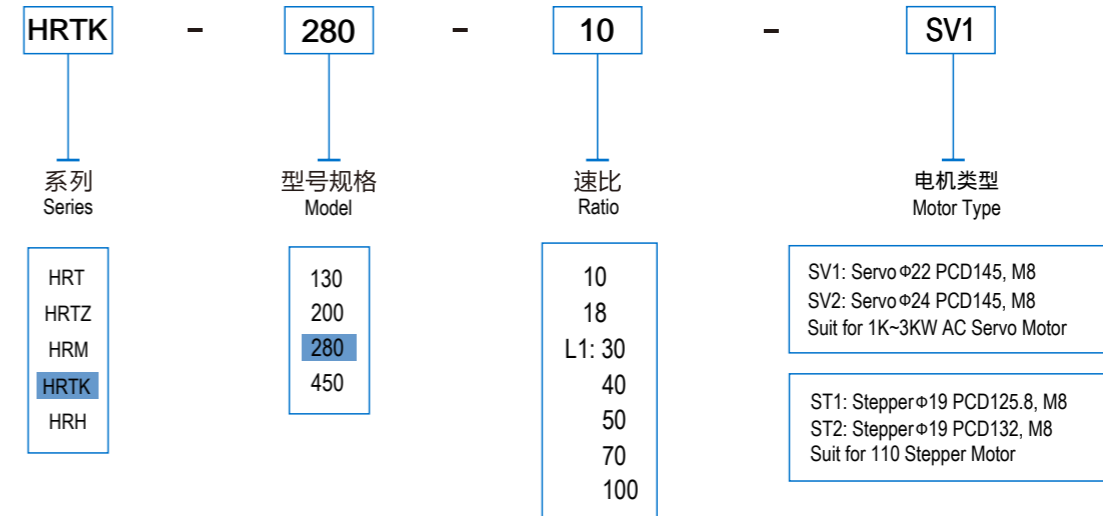 HRTK - 280 - 10 - SV1
系列
Series
型号规格
Model
速比
Ratio
电机类型
Motor Type
HRT
HRTZ
HRM
HRTK
HRH
130
200
280
450
10
18
L1: 30
40
50
70
100
SV1: Servo Φ22 PCD145, M8
SV2: Servo Φ24 PCD145, M8
Suit for 1K~3KW AC Servo Motor
ST1: Stepper Φ19 PCD125.8, M8
ST2: Stepper Φ19 PCD132, M8
Suit for 110 Stepper Motor